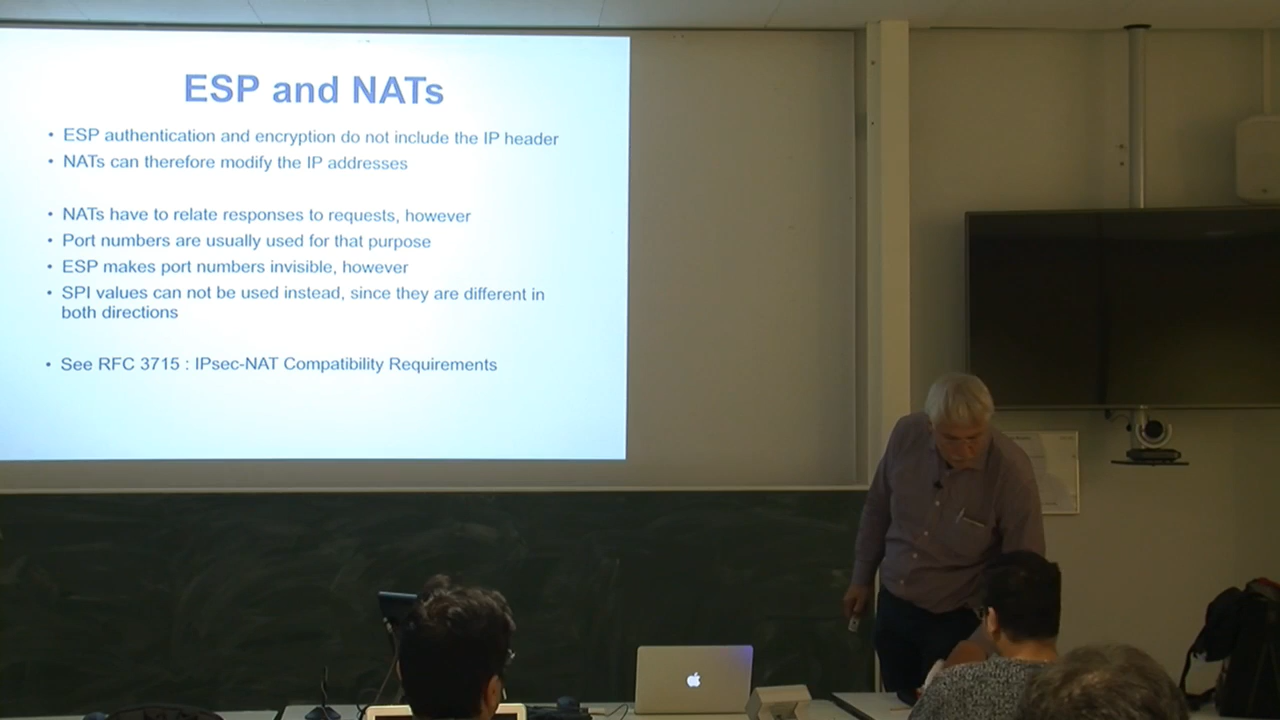 ESP and NATs
• ESP authentication and encryption do not include the IP header
• NATs can therefore modify the IP addresses
• NATs have to relate responses to requests, however
• Port numbers are usually used for that purpose
• ESP makes port numbers invisible, however
• SPI values can not be used instead, since they are different in
both directions
• See RFC 3715 : IPsec-NAT Compatibility Requirements